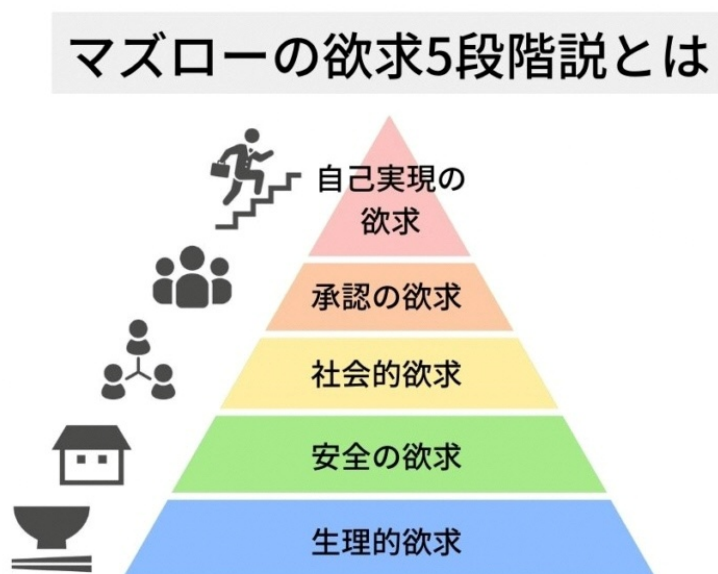 マズローの欲求5段階説とは
自己実現の
欲求
承認の欲求
社会的欲求
安全の欲求
生理的欲求